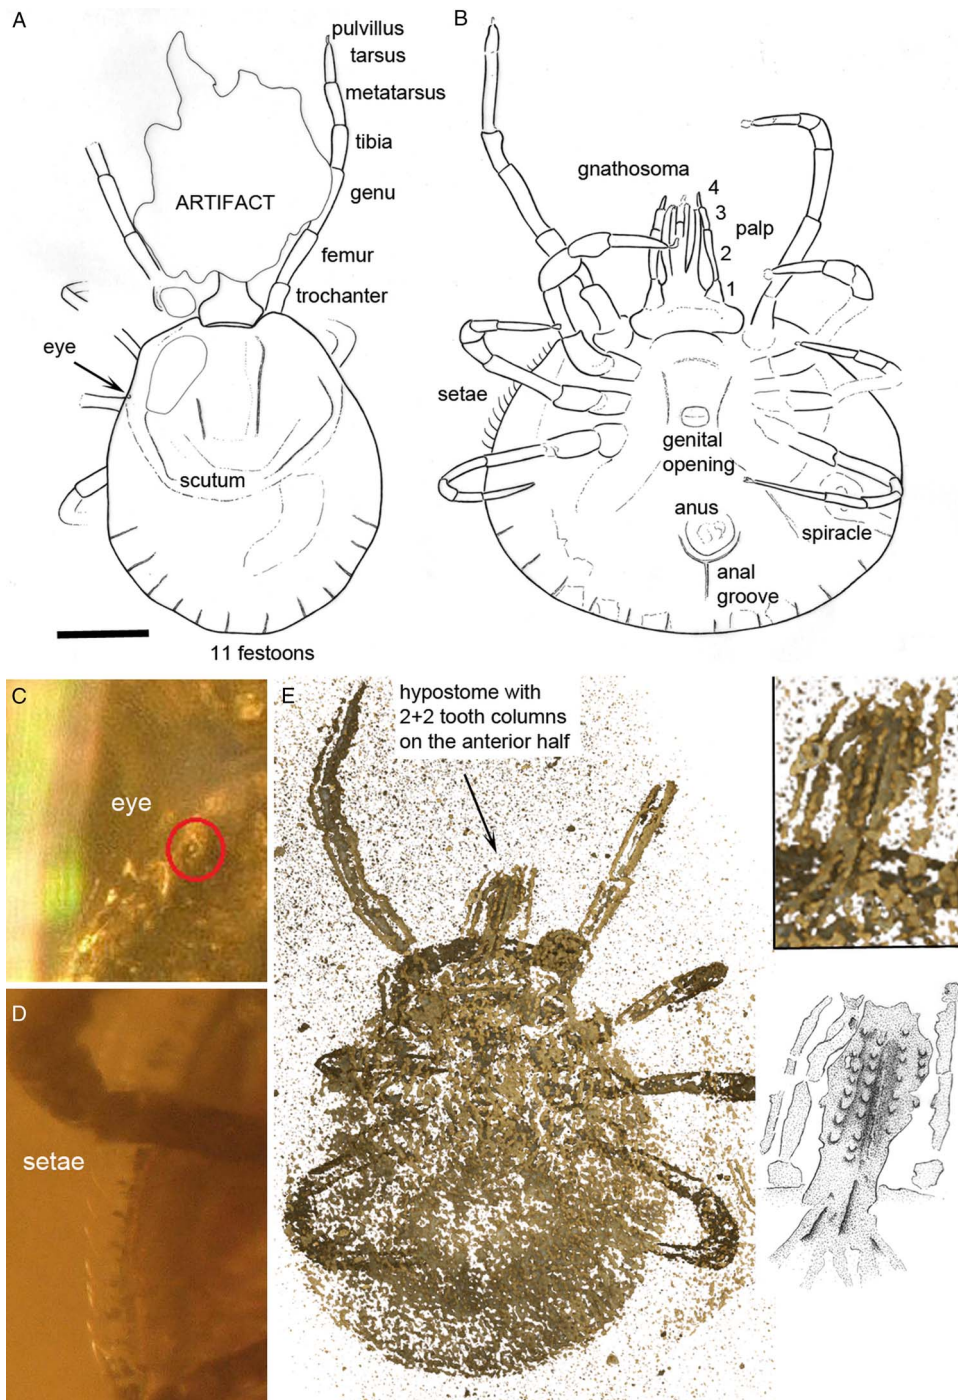 A
pulvillus
tarsus
metatarsus
tibia
genu
femur
trochanter
ARTIFACT
eye
scutum
11 festoons
B
gnathosoma
4
3
palp
2
1
setae
genital
opening
anus
spiracle
anal
groove
C
eye
D
setae
E
hypostome with
2+2 tooth columns
on the anterior half